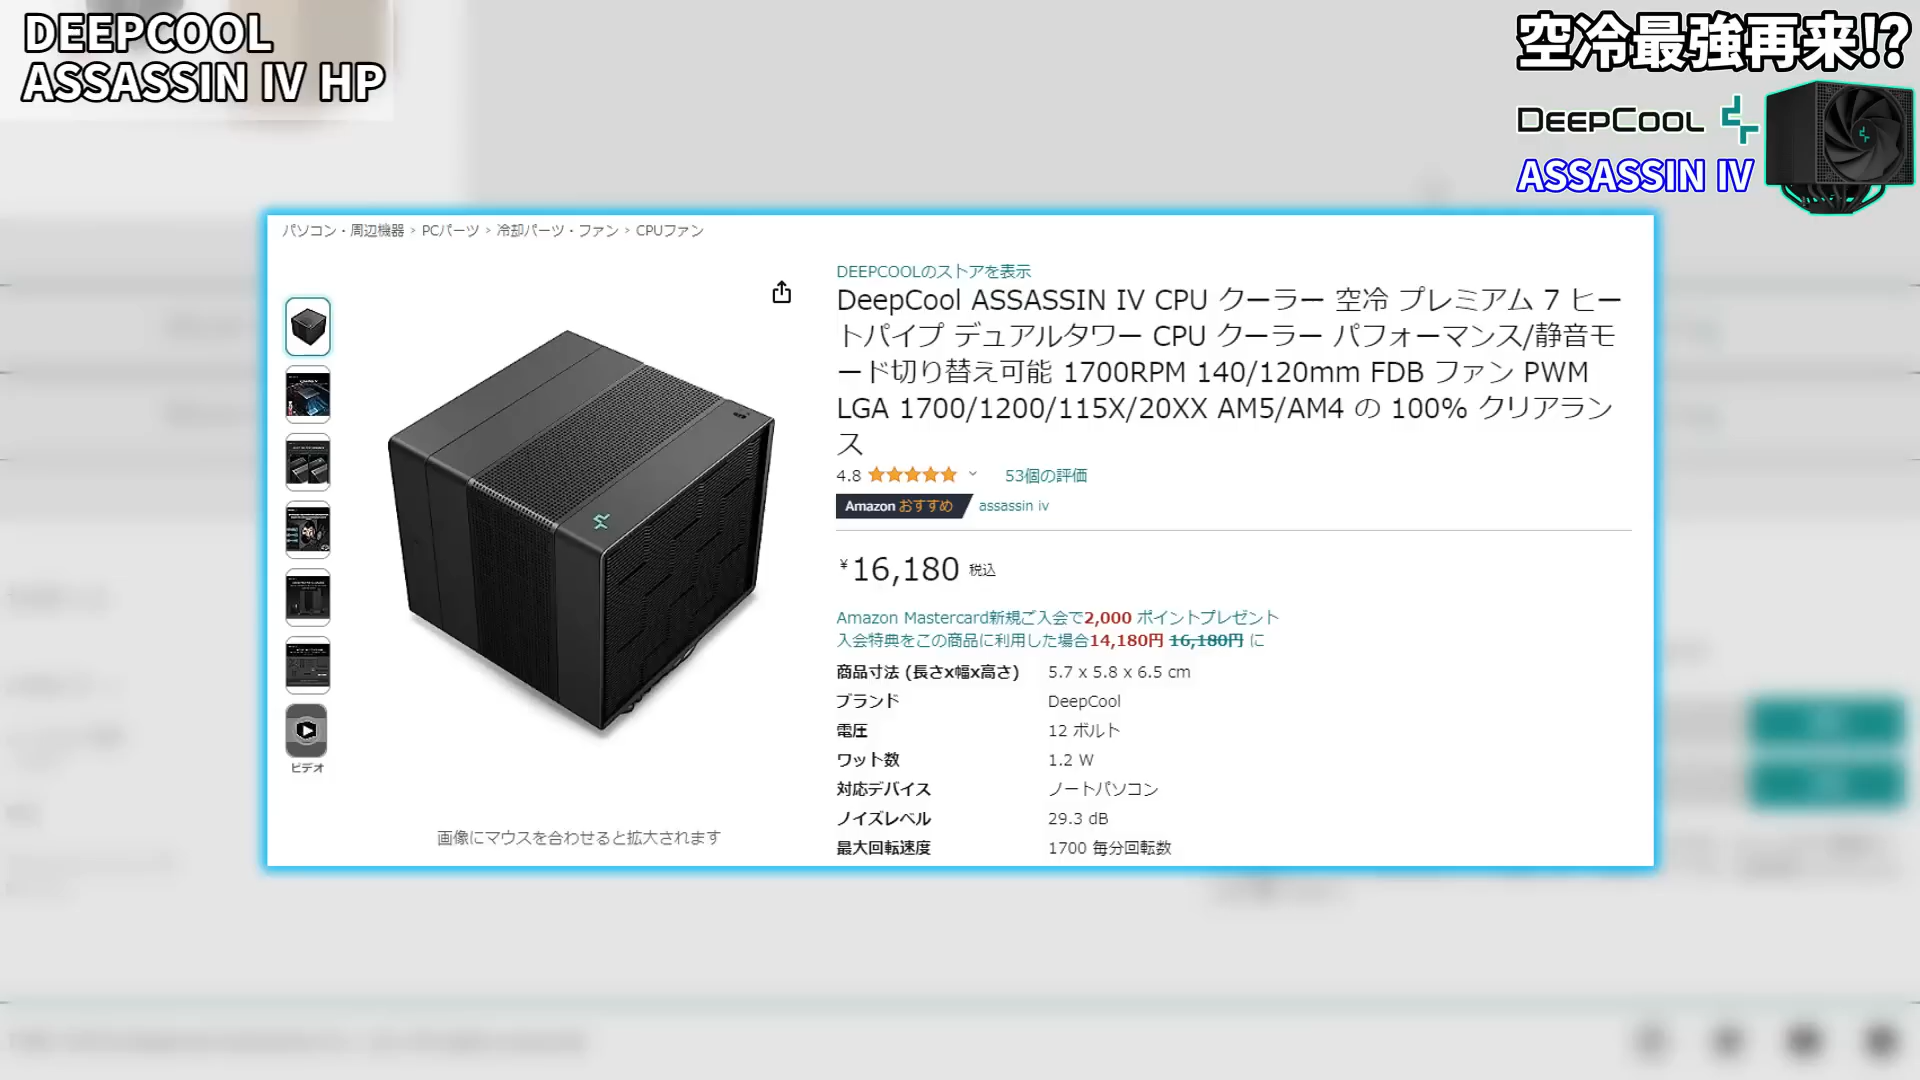 DEEPCOOL
ASSASSIN IV HP
空冷最強再来!?
DEEPCOOL
ASSASSIN IV
パソコン・周辺機器 › PCパーツ › 冷却パーツ・ファン › CPUファン
DEEPCOOLのストアを表示
DeepCool ASSASSIN IV CPU クーラー 空冷 プレミアム 7 ヒー
トパイプ デュアルタワー CPU クーラー パフォーマンス/静音モ
ード切り替え可能 1700RPM 140/120mm FDB ファン PWM
LGA 1700/1200/115X/20XX AM5/AM4 の 100% クリアラン
ス
4.8 53個の評価
Amazon おすすめ assassin iv
¥16,180 税込
Amazon Mastercard新規ご入会で2,000 ポイントプレゼント
入会特典をこの商品に利用した場合14,180円 16,180円 に
商品寸法 (長さx幅x高さ) 5.7 x 5.8 x 6.5 cm
ブランド DeepCool
電圧 12 ボルト
ワット数 1.2 W
対応デバイス ノートパソコン
ノイズレベル 29.3 dB
最大回転速度 1700 毎分回転数
ビデオ
画像にマウスを合わせると拡大されます